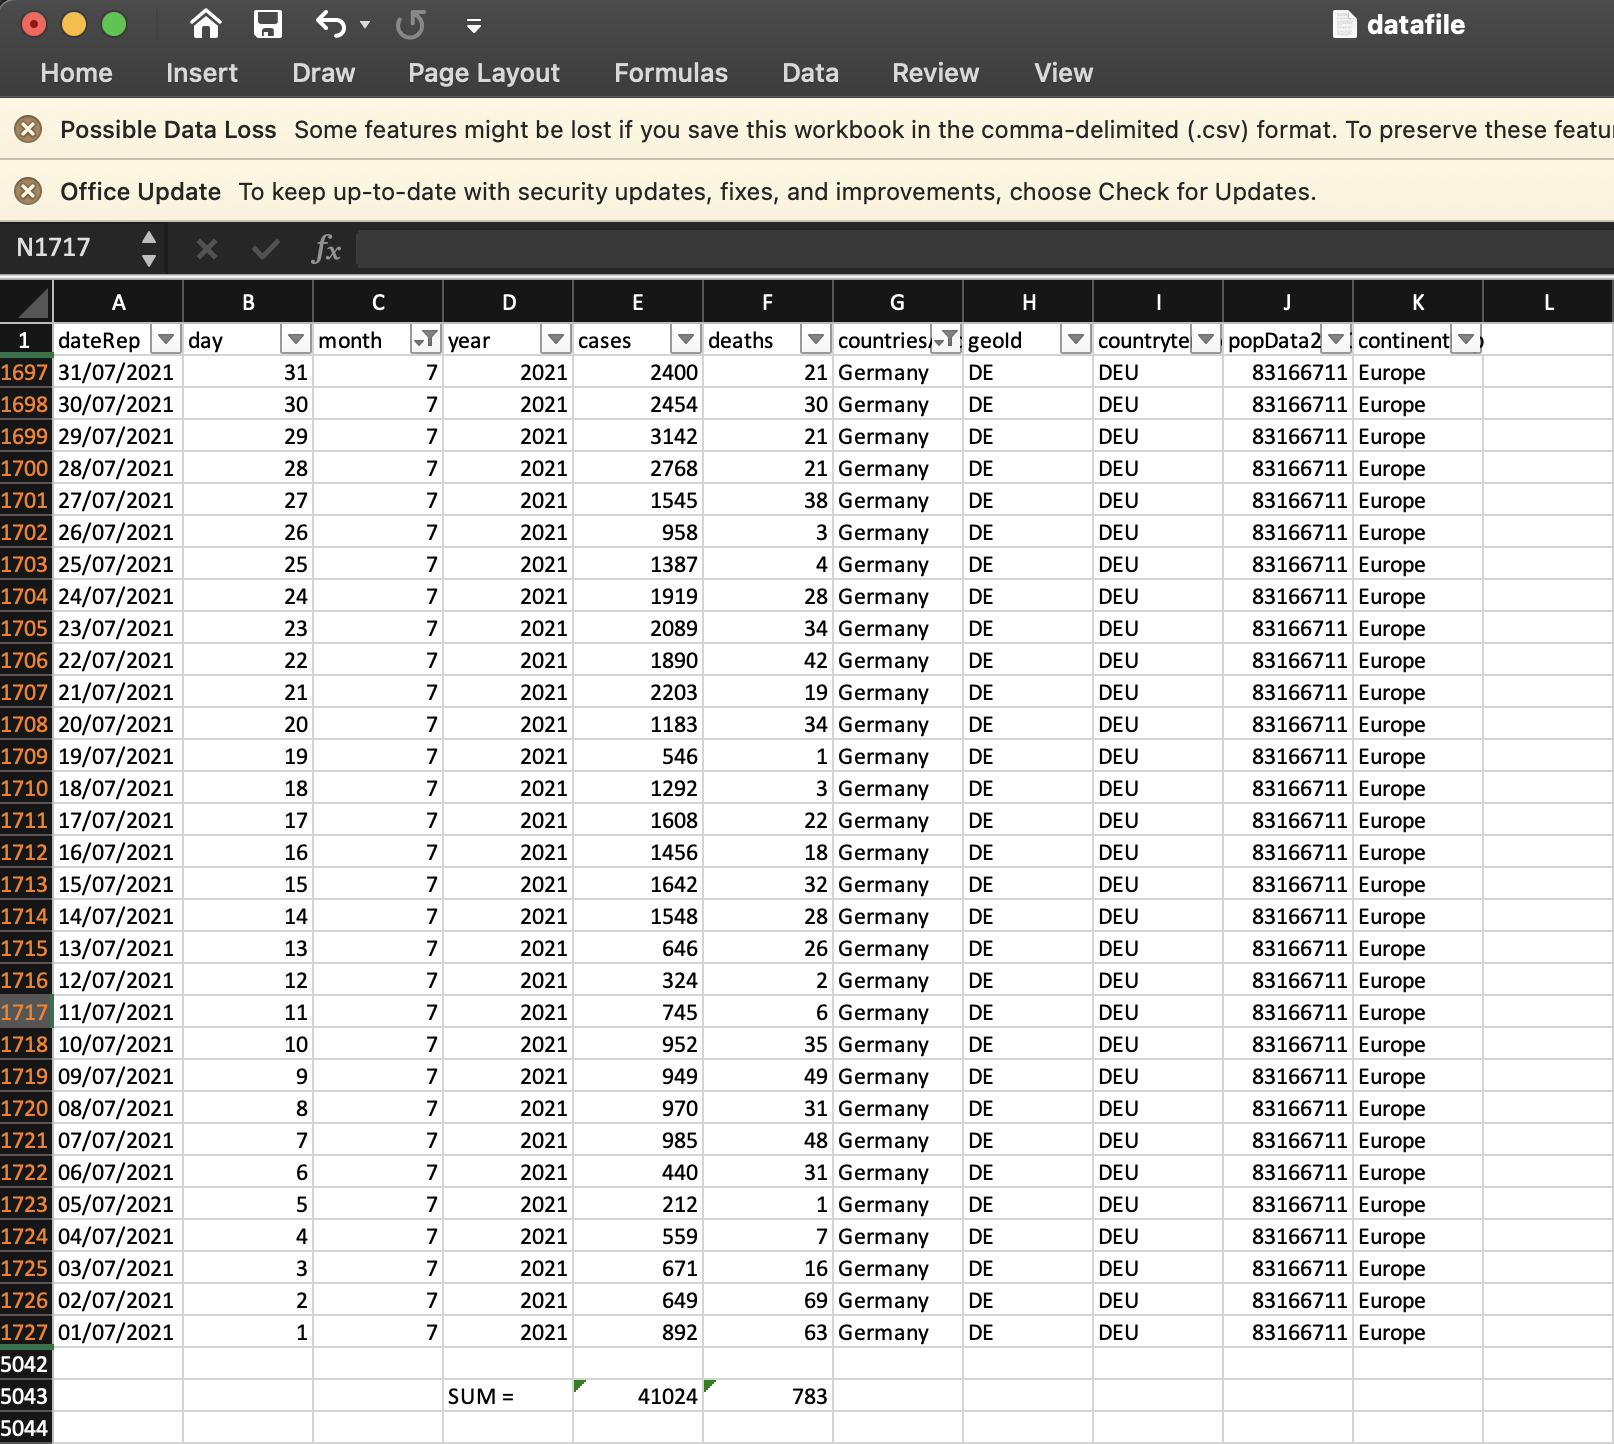 datafile
Home Insert Draw Page Layout Formulas Data Review View
Possible Data Loss Some features might be lost if you save this workbook in the comma-delimited (.csv) format. To preserve these featu
Office Update To keep up-to-date with security updates, fixes, and improvements, choose Check for Updates.
N1717 fx
A B C D E F G H I J K L
1 dateRep day month year cases deaths countries geoId countryte popData2 continent
1697 31/07/2021 31 7 2021 2400 21 Germany DE DEU 83166711 Europe
1698 30/07/2021 30 7 2021 2454 30 Germany DE DEU 83166711 Europe
1699 29/07/2021 29 7 2021 3142 21 Germany DE DEU 83166711 Europe
1700 28/07/2021 28 7 2021 2768 21 Germany DE DEU 83166711 Europe
1701 27/07/2021 27 7 2021 1545 38 Germany DE DEU 83166711 Europe
1702 26/07/2021 26 7 2021 958 3 Germany DE DEU 83166711 Europe
1703 25/07/2021 25 7 2021 1387 4 Germany DE DEU 83166711 Europe
1704 24/07/2021 24 7 2021 1919 28 Germany DE DEU 83166711 Europe
1705 23/07/2021 23 7 2021 2089 34 Germany DE DEU 83166711 Europe
1706 22/07/2021 22 7 2021 1890 42 Germany DE DEU 83166711 Europe
1707 21/07/2021 21 7 2021 2203 19 Germany DE DEU 83166711 Europe
1708 20/07/2021 20 7 2021 1183 34 Germany DE DEU 83166711 Europe
1709 19/07/2021 19 7 2021 546 1 Germany DE DEU 83166711 Europe
1710 18/07/2021 18 7 2021 1292 3 Germany DE DEU 83166711 Europe
1711 17/07/2021 17 7 2021 1608 22 Germany DE DEU 83166711 Europe
1712 16/07/2021 16 7 2021 1456 18 Germany DE DEU 83166711 Europe
1713 15/07/2021 15 7 2021 1642 32 Germany DE DEU 83166711 Europe
1714 14/07/2021 14 7 2021 1548 28 Germany DE DEU 83166711 Europe
1715 13/07/2021 13 7 2021 646 26 Germany DE DEU 83166711 Europe
1716 12/07/2021 12 7 2021 324 2 Germany DE DEU 83166711 Europe
1717 11/07/2021 11 7 2021 745 6 Germany DE DEU 83166711 Europe
1718 10/07/2021 10 7 2021 952 35 Germany DE DEU 83166711 Europe
1719 09/07/2021 9 7 2021 949 49 Germany DE DEU 83166711 Europe
1720 08/07/2021 8 7 2021 970 31 Germany DE DEU 83166711 Europe
1721 07/07/2021 7 7 2021 985 48 Germany DE DEU 83166711 Europe
1722 06/07/2021 6 7 2021 440 31 Germany DE DEU 83166711 Europe
1723 05/07/2021 5 7 2021 212 1 Germany DE DEU 83166711 Europe
1724 04/07/2021 4 7 2021 559 7 Germany DE DEU 83166711 Europe
1725 03/07/2021 3 7 2021 671 16 Germany DE DEU 83166711 Europe
1726 02/07/2021 2 7 2021 649 69 Germany DE DEU 83166711 Europe
1727 01/07/2021 1 7 2021 892 63 Germany DE DEU 83166711 Europe
5042
5043 SUM = 41024 783
5044